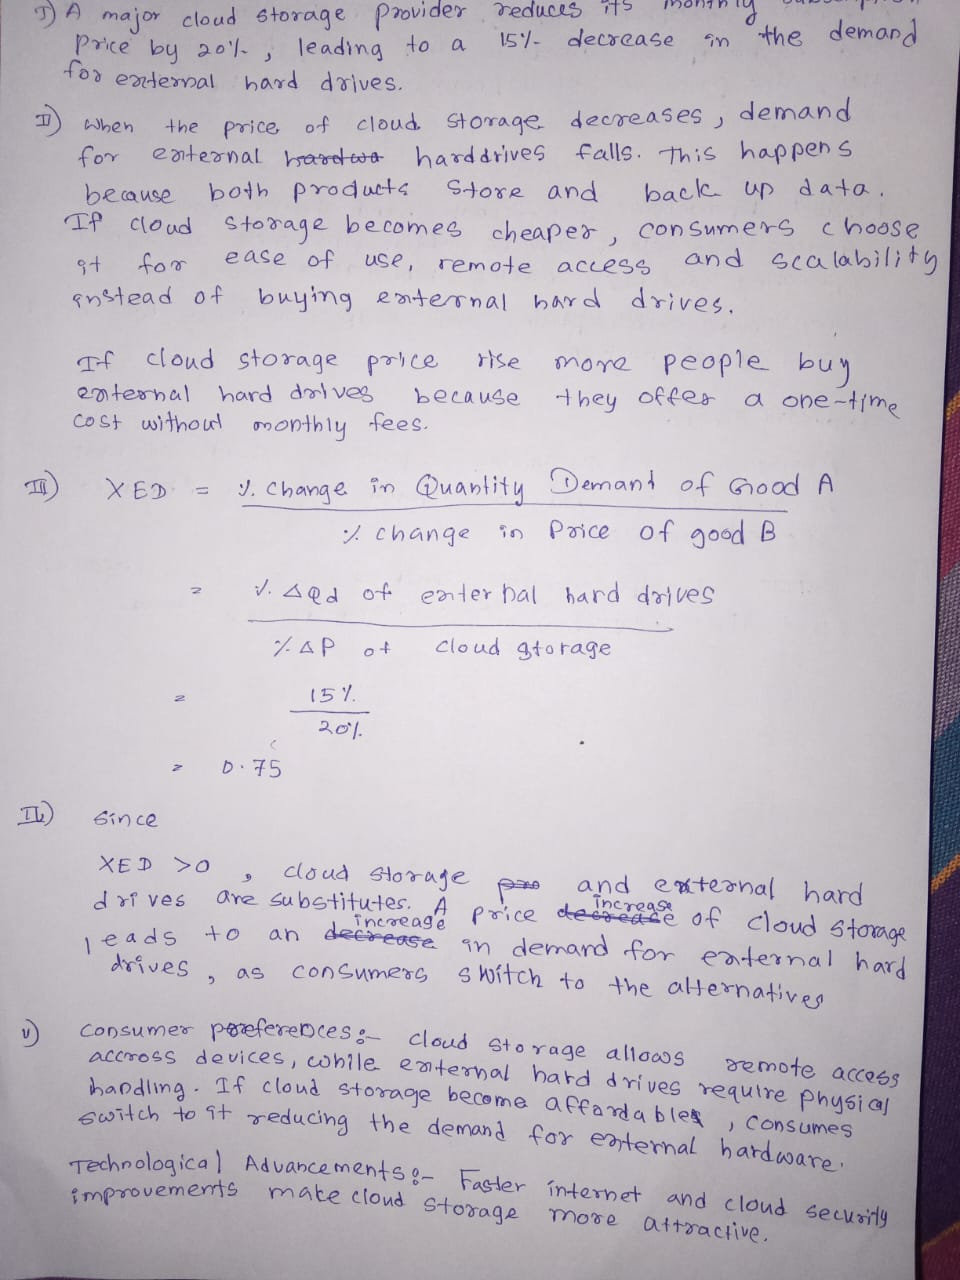 I) A major cloud storage provider reduces its monthly
price by 20%, leading to a 15% decrease in the demand
for external hard drives.
II) When the price of cloud storage decreases, demand
for external harddrives falls. This happens
because both products store and back up data.
If cloud storage becomes cheaper, consumers choose
it for ease of use, remote access and scalability
instead of buying external hard drives.
If cloud storage price rise more people buy
external hard drives because they offer a one-time
cost without monthly fees.
III) XED = % change in Quantity Demand of Good A
% change in Price of good B
= % ΔQd of external hard drives
% ΔP of cloud storage
= 15%
20%
= 0.75
IV) Since
XED >0, cloud storage and external hard
drives are substitutes. A price increase of cloud storage
leads to an increase in demand for external hard
drives, as consumers switch to the alternatives
V) Consumer preferences:- cloud storage allows remote access
accross devices, while external hard drives require physical
handling. If cloud storage become affordables, consumes
switch to it reducing the demand for external hardware.
Technological Advancements:- Faster internet and cloud security
improvements make cloud storage more attractive.